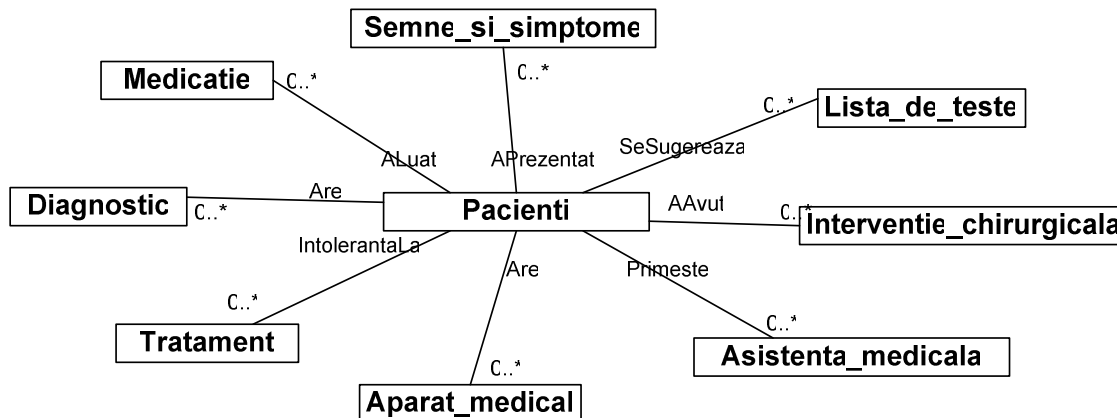 Semne_si_simptome
0..*
Medicatie
0..*
0..*
Lista_de_teste
SeSugereaza
ALuat
APrezentat
Are
Diagnostic
0..*
Pacienti
AAvut
0..*
Interventie_chirurgicala
IntolerantaLa
Are
Primeste
0..*
0..*
Tratament
Asistenta_medicala
0..*
Aparat_medical